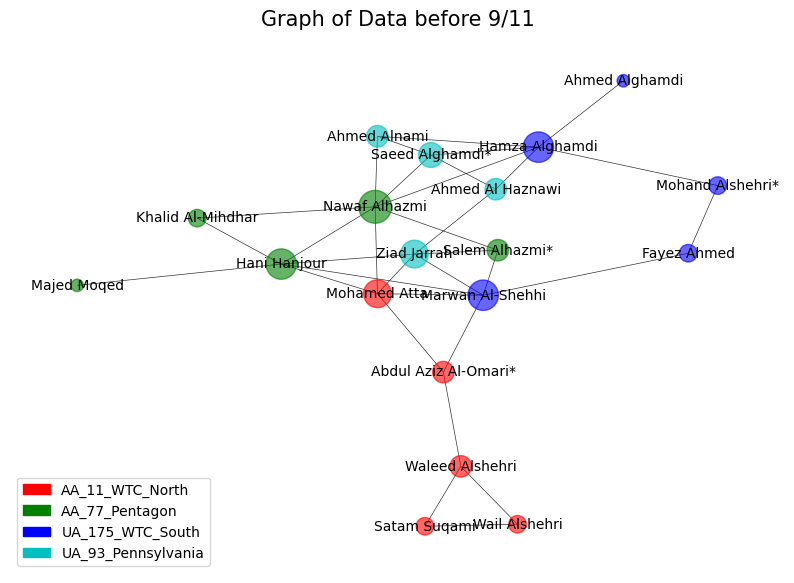 Graph of Data before 9/11
Ahmed Alghamdi
Ahmed Alnami
Hamza Alghamdi
Saeed Alghamdi*
Mohand Alshehri*
Ahmed Al Haznawi
Nawaf Alhazmi
Khalid Al-Mihdhar
Salem Alhazmi*
Ziad Jarrah
Fayez Ahmed
Hani Hanjour
Majed Moqed
Mohamed Atta
Marwan Al-Shehhi
Abdul Aziz Al-Omari*
Waleed Alshehri
Satam Suqami
Wail Alshehri
AA_11_WTC_North
AA_77_Pentagon
UA_175_WTC_South
UA_93_Pennsylvania